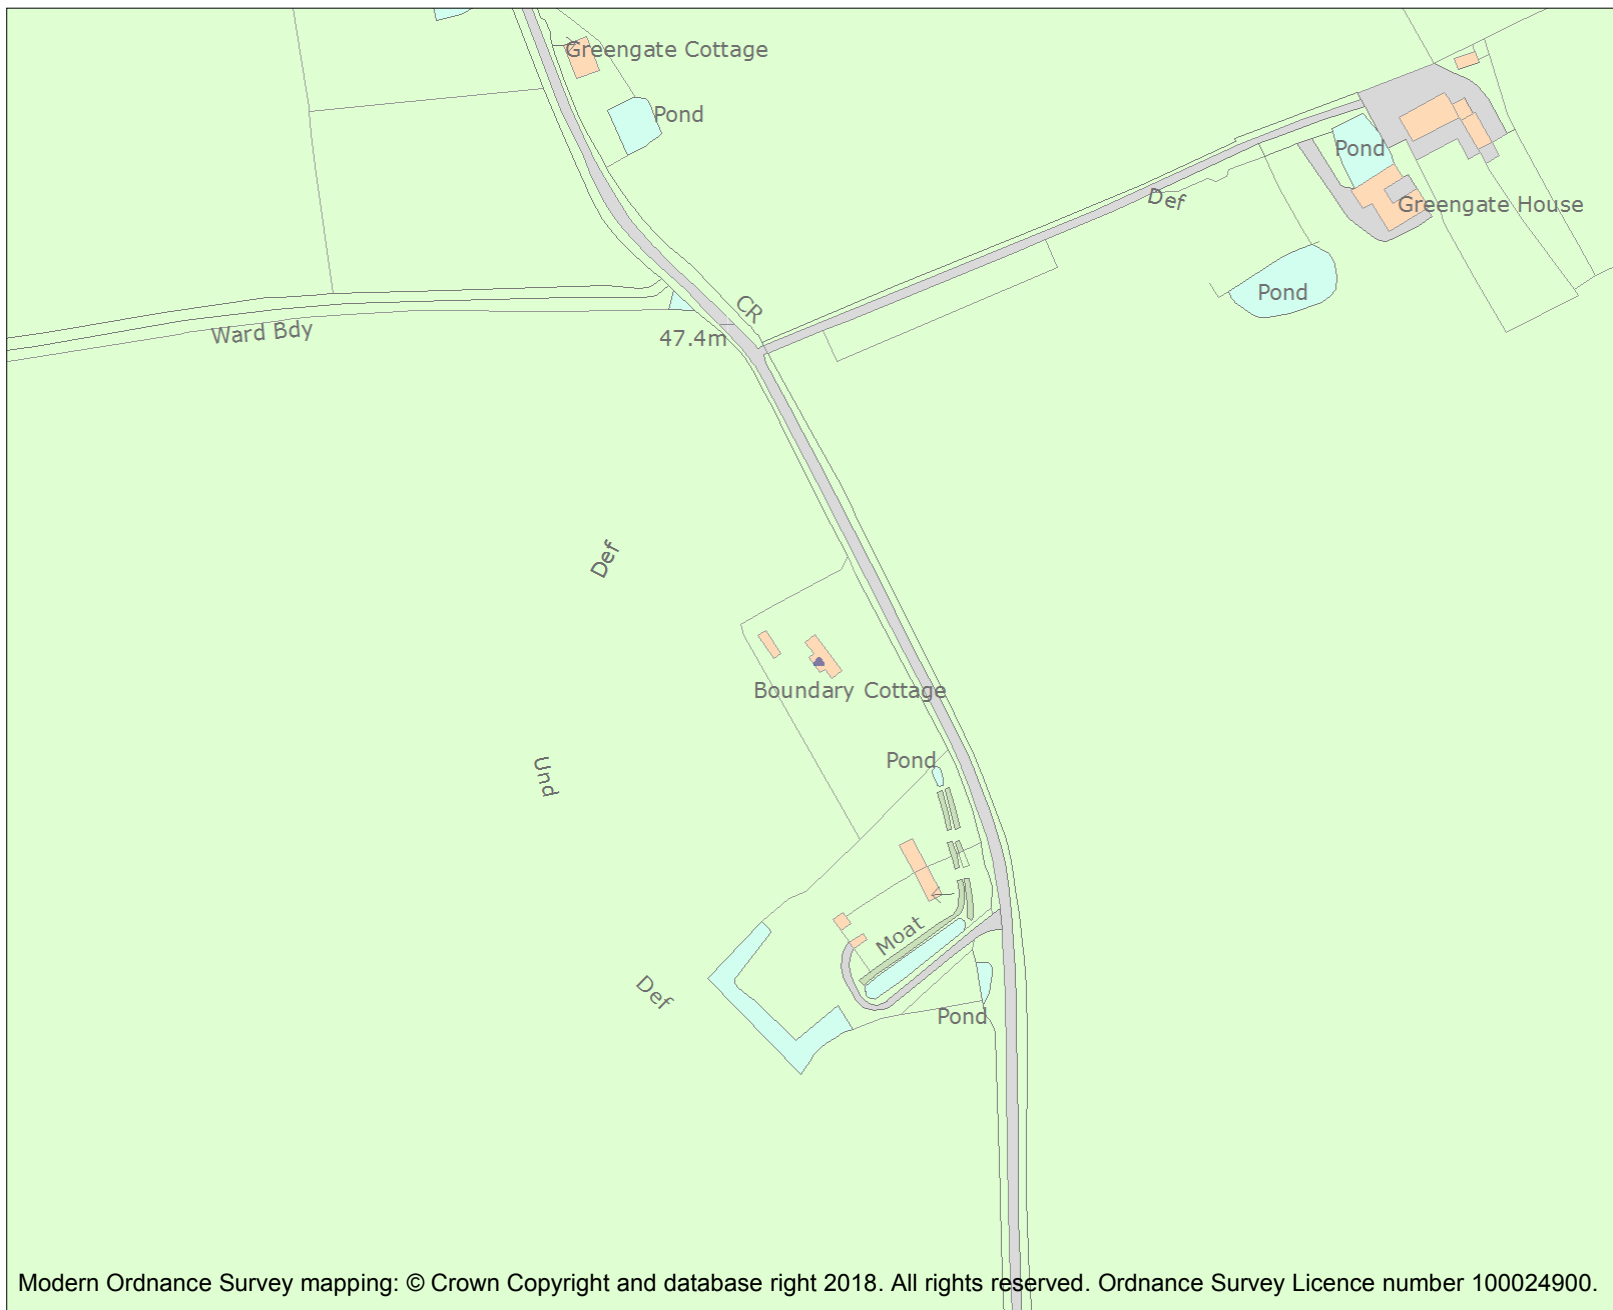 Greengate Cottage
Pond
Pond
Def
Greengate House
Pond
CR
Ward Bdy
47.4m
Def
Boundary Cottage
Pond
Und
Moat
Def
Pond
Modern Ordnance Survey mapping: © Crown Copyright and database right 2018. All rights reserved. Ordnance Survey Licence number 100024900.